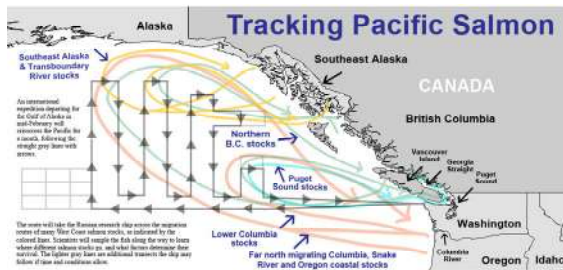 Tracking Pacific Salmon
Alaska
Southeast Alaska
& Transboundary
River stocks
Southeast Alaska
CANADA
British Columbia
An international
expedition departing for
the Gulf of Alaska in
mid-February will
crisscross the Pacific for
a month, following the
straight grey lines with
arrows.
Northern
B.C. stocks
Vancouver
Island
Georgia
Straight
Puget
Sound
Puget
Sound stocks
The route will take the Russian research ship across the migration
routes of many West Coast salmon stocks, as indicated by the
colored lines. Scientists will sample the fish along the way to learn
where different salmon stocks go, and what factors determine their
survival. The lighter grey lines are additional transects the ship may
follow if time and conditions allow.
Lower Columbia
stocks
Far north migrating Columbia, Snake
River and Oregon coastal stocks
Washington
Columbia
River
Oregon
Idaho